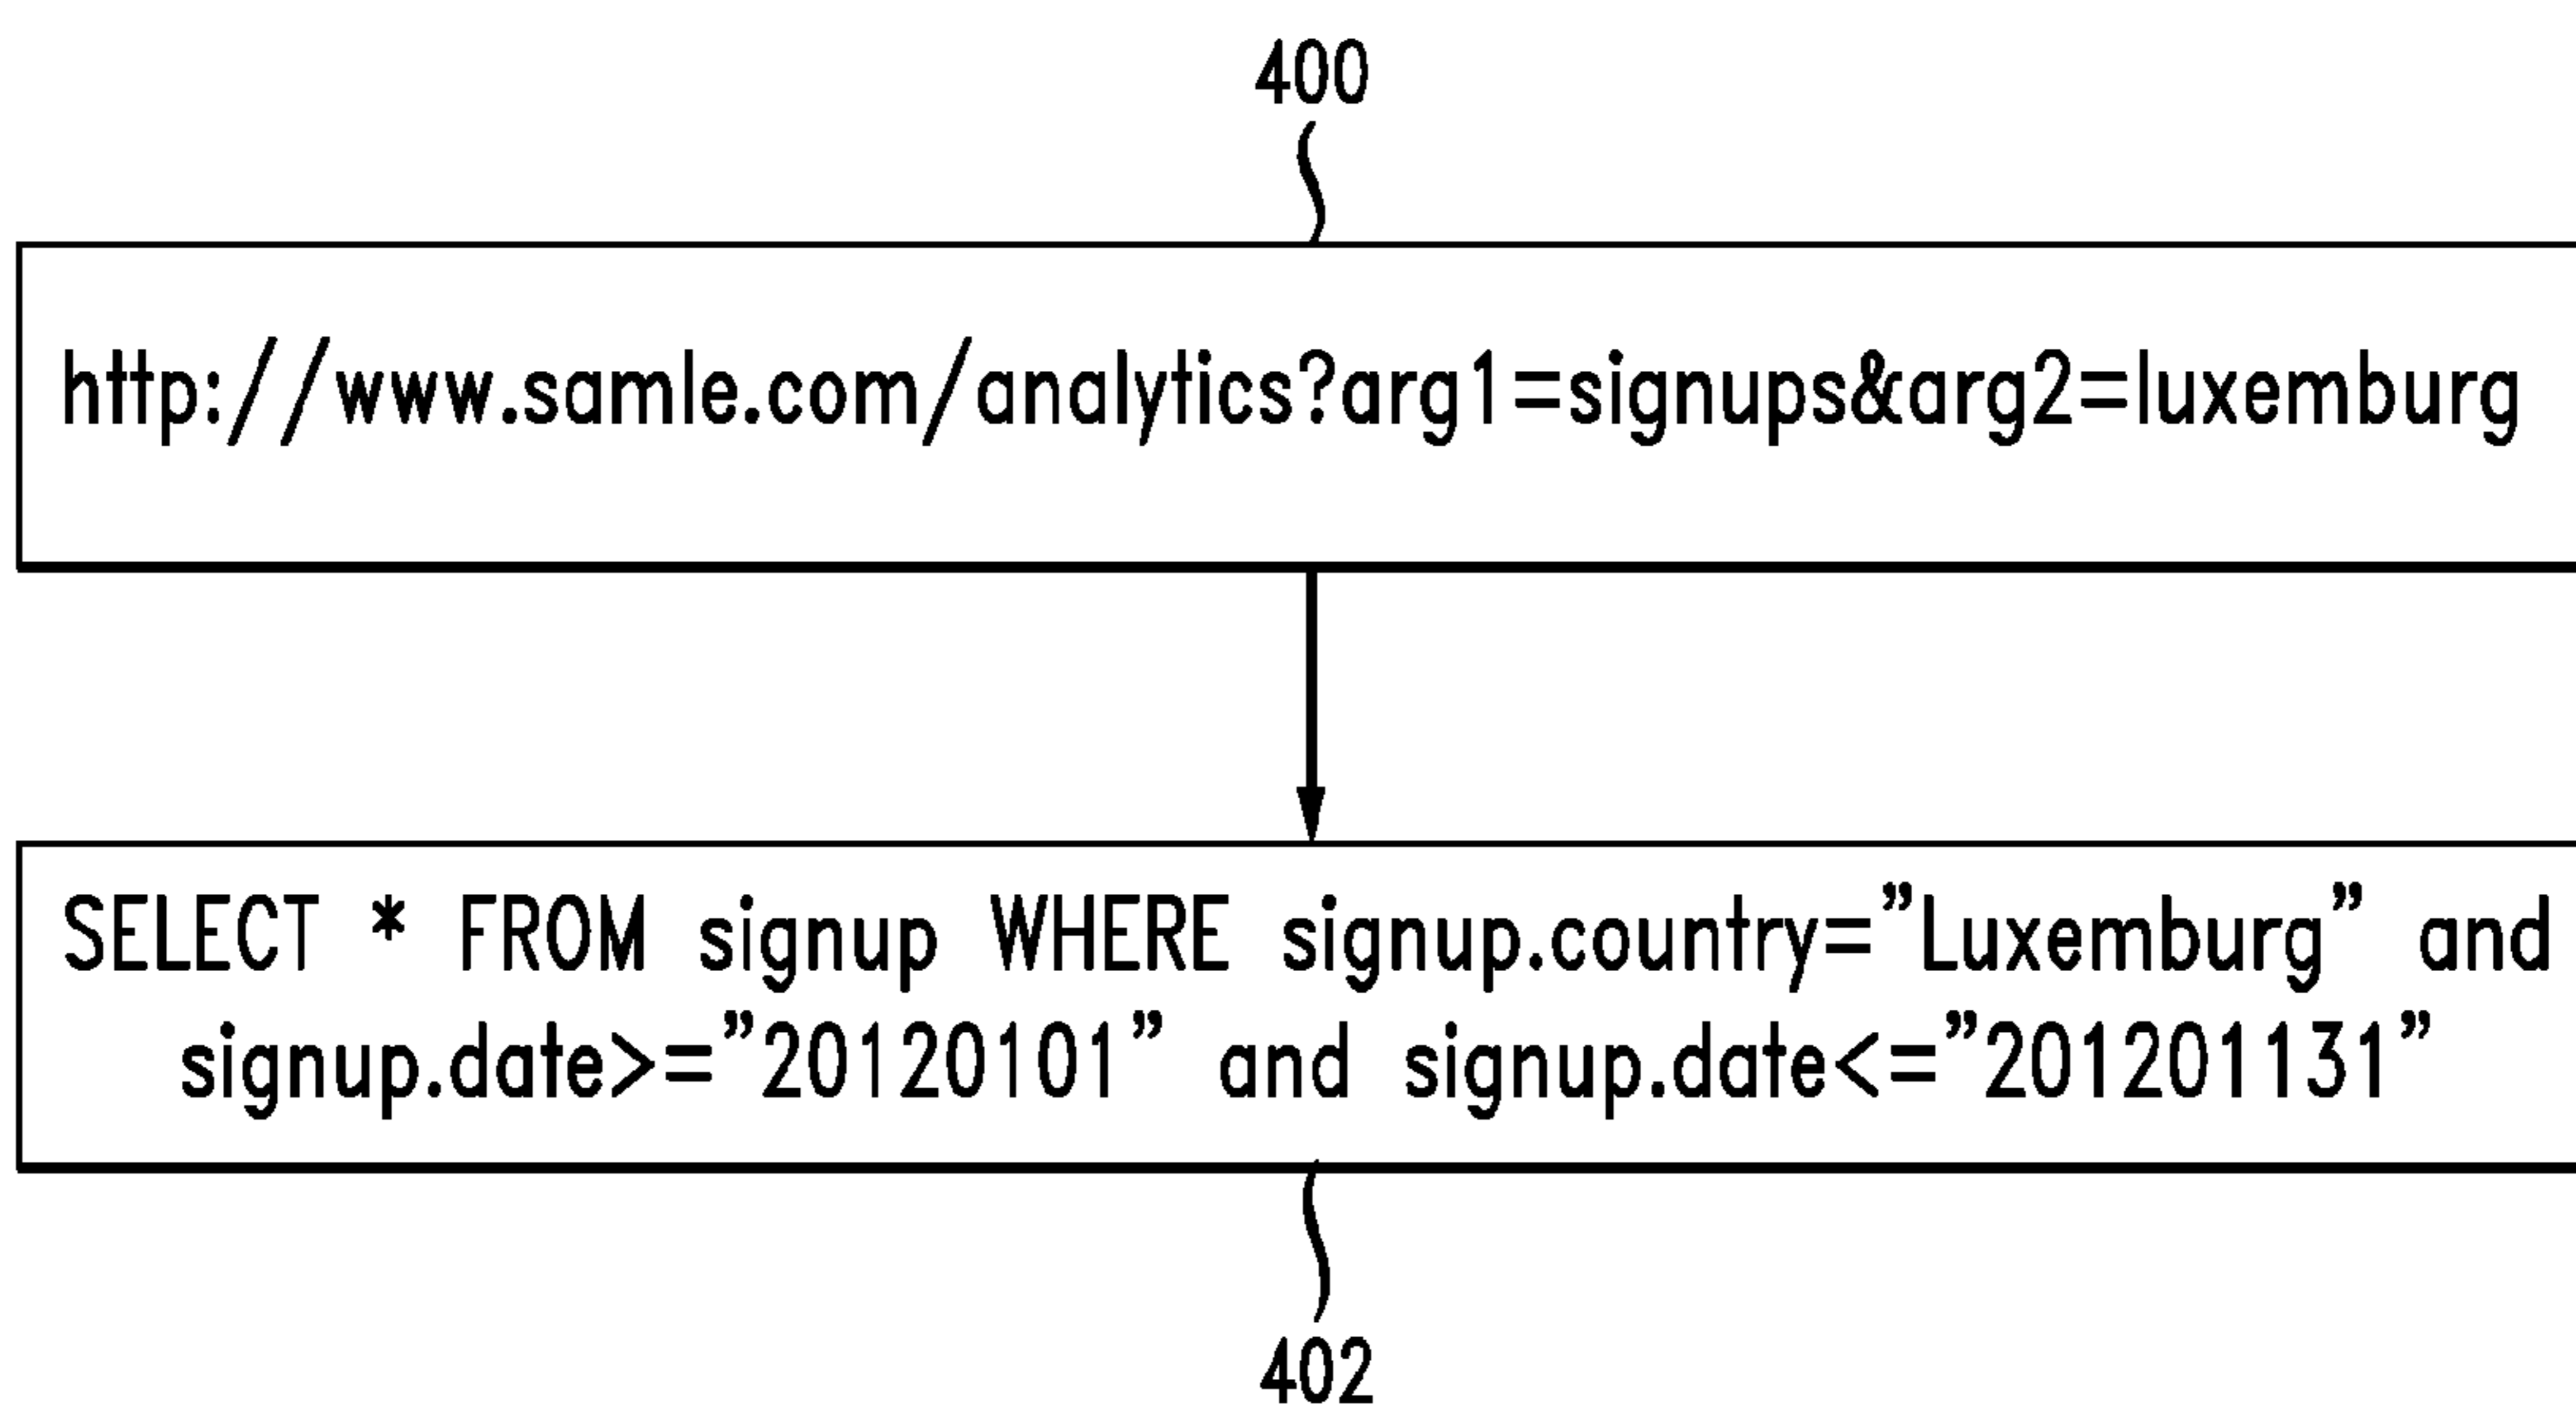 400
http://www.samle.com/analytics?arg1=signups&arg2=luxemburg
SELECT * FROM signup WHERE signup.country=”Luxemburg” and
signup.date>=”20120101” and signup.date<=”201201131”
402